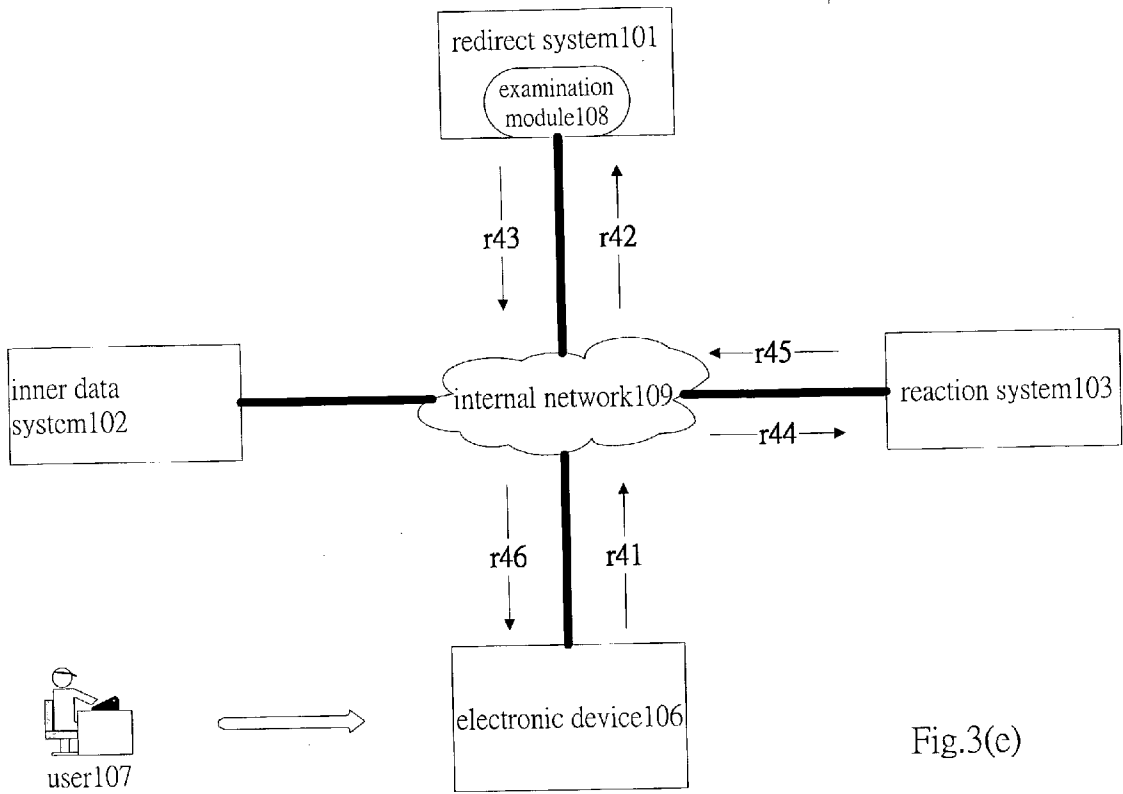 redirect system101
examination
module108
r43
r42
inner data
system102
internal network109
r45
r44
reaction system103
r46
r41
electronic device106
user107
Fig.3(e)